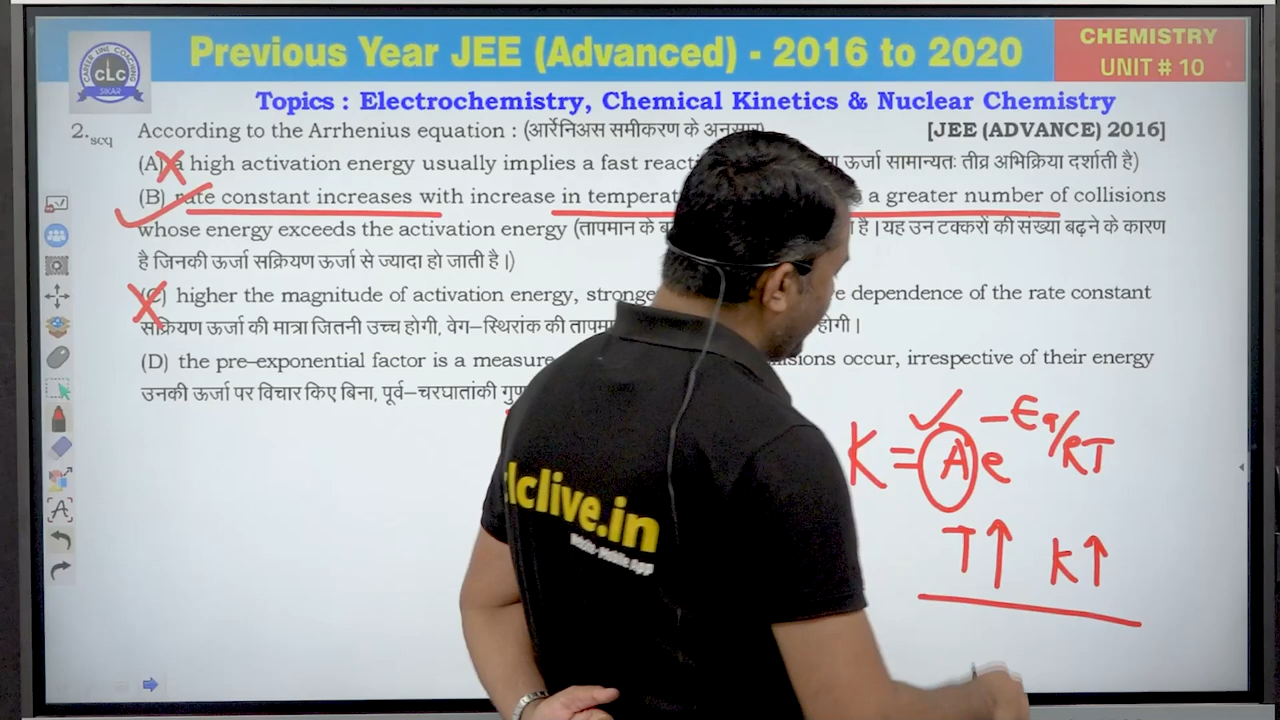 Previous Year JEE (Advanced) - 2016 to 2020
CHEMISTRY
UNIT # 10
CAREER LINE COACHING
CLC
SIKAR
Topics : Electrochemistry, Chemical Kinetics & Nuclear Chemistry
2.scq According to the Arrhenius equation : (आर्रेनिअस समीकरण के अनुसार) [JEE (ADVANCE) 2016]
(A) a high activation energy usually implies a fast reacti ऊर्जा सामान्यतः तीव्र अभिक्रिया दर्शाती है)
(B) rate constant increases with increase in temperat a greater number of collisions
whose energy exceeds the activation energy (तापमान के है | यह उन टक्करों की संख्या बढ़ने के कारण
है जिनकी ऊर्जा सक्रियण ऊर्जा से ज्यादा हो जाती है |)
(C) higher the magnitude of activation energy, stronge e dependence of the rate constant
सक्रियण ऊर्जा की मात्रा जितनी उच्च होगी, वेग–स्थिरांक की तापमा होगी |
(D) the pre–exponential factor is a measure isions occur, irrespective of their energy
उनकी ऊर्जा पर विचार किए बिना, पूर्व–चरघातांकी गुण
K = A e -Ea/RT
T↑ K↑
clclive.in